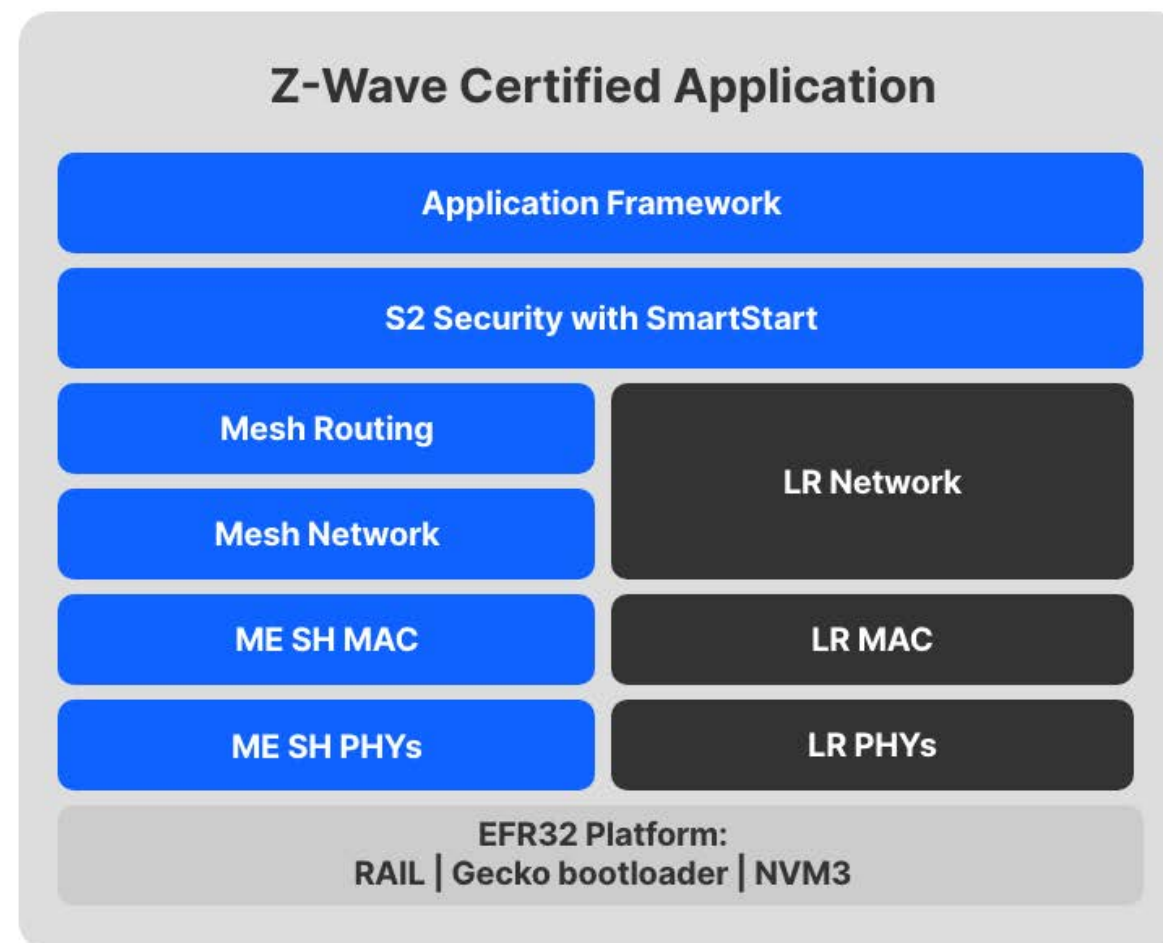 Z-Wave Certified Application
Application Framework
S2 Security with SmartStart
Mesh Routing
LR Network
Mesh Network
ME SH MAC
LR MAC
ME SH PHYs
LR PHYs
EFR32 Platform:
RAIL | Gecko bootloader | NVM3